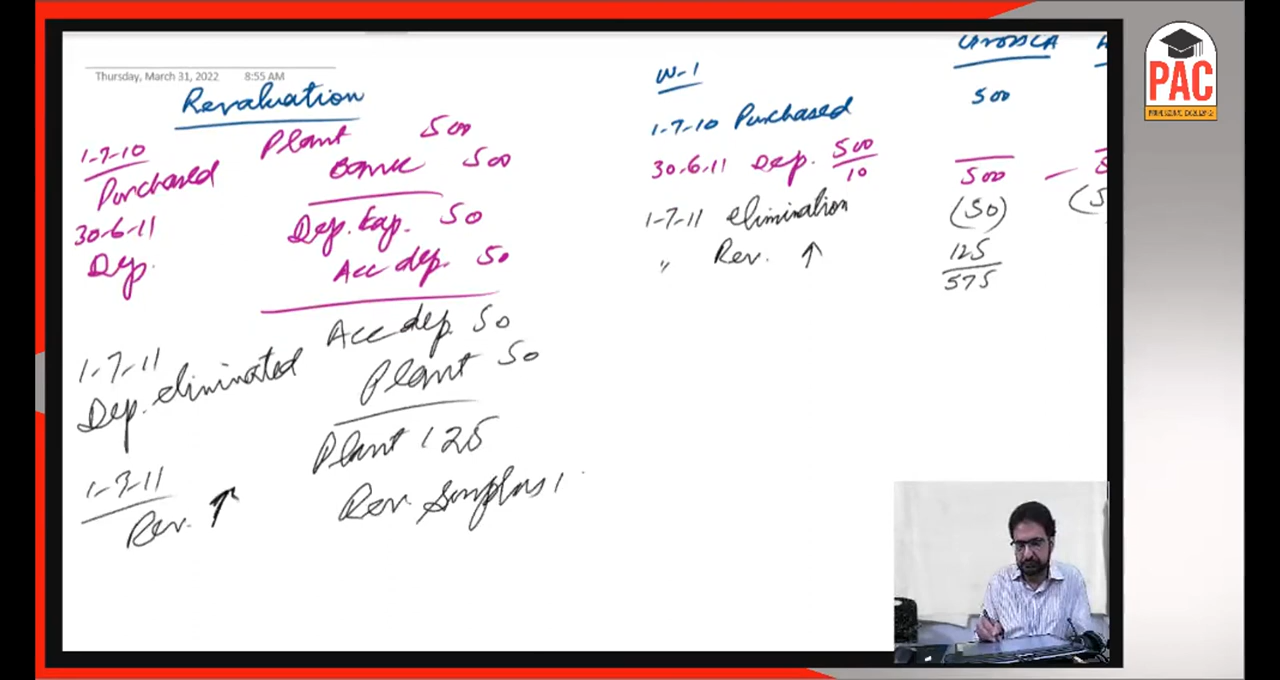 Thursday, March 31, 2022 8:55 AM
Revaluation
1-7-10
Purchased
Plant 500
Bank 500
30-6-11
Dep.
Dep. Exp. 50
Acc dep. 50
1-7-11
Dep. eliminated
Acc dep. 50
Plant 50
1-7-11
Rev. ↑
Plant 125
Rev. Surplus 1
W-1
500
1-7-10 Purchased
30-6-11 Dep. 500/10
500
1-7-11 elimination (50)
" Rev. ↑ 125
575
PAC